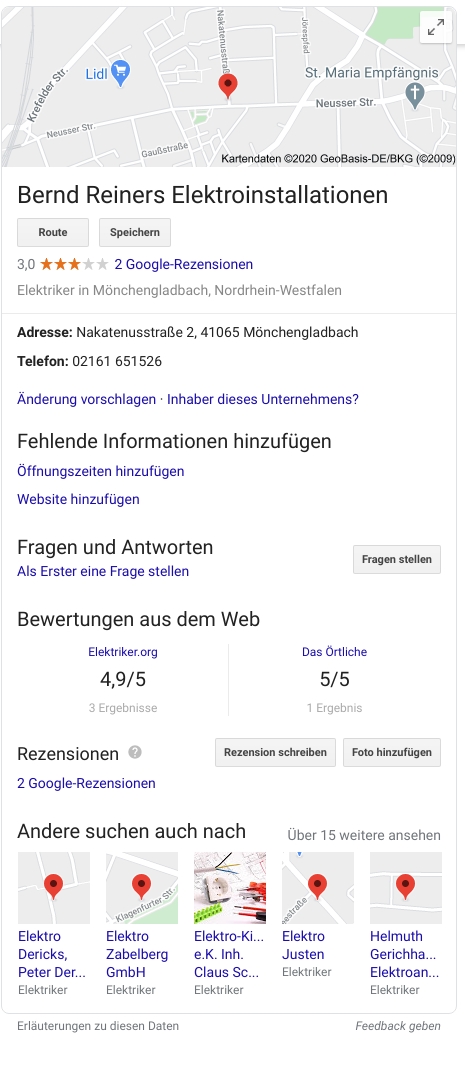 Krefelder Str.
Nakatenusstraße
Jöresplad
Lidl
St. Maria Empfängnis
Neusser Str.
Neusser Str.
Gaußstraße
Kartendaten ©2020 GeoBasis-DE/BKG (©2009)
Bernd Reiners Elektroinstallationen
Route Speichern
3,0 2 Google-Rezensionen
Elektriker in Mönchengladbach, Nordrhein-Westfalen
Adresse: Nakatenusstraße 2, 41065 Mönchengladbach
Telefon: 02161 651526
Änderung vorschlagen · Inhaber dieses Unternehmens?
Fehlende Informationen hinzufügen
Öffnungszeiten hinzufügen
Website hinzufügen
Fragen und Antworten
Fragen stellen
Als Erster eine Frage stellen
Bewertungen aus dem Web
Elektriker.org Das Örtliche
4,9/5 5/5
3 Ergebnisse 1 Ergebnis
Rezensionen ? Rezension schreiben Foto hinzufügen
2 Google-Rezensionen
Andere suchen auch nach Über 15 weitere ansehen
Klagenfurter Str.
Elektro
Dericks,
Peter Der...
Elektriker
Elektro
Zabelberg
GmbH
Elektriker
Elektro-Ki...
e.K. Inh.
Claus Sc...
Elektriker
Elektro
Justen
Elektriker
Helmuth
Gerichha...
Elektroan...
Elektriker
Erläuterungen zu diesen Daten Feedback geben